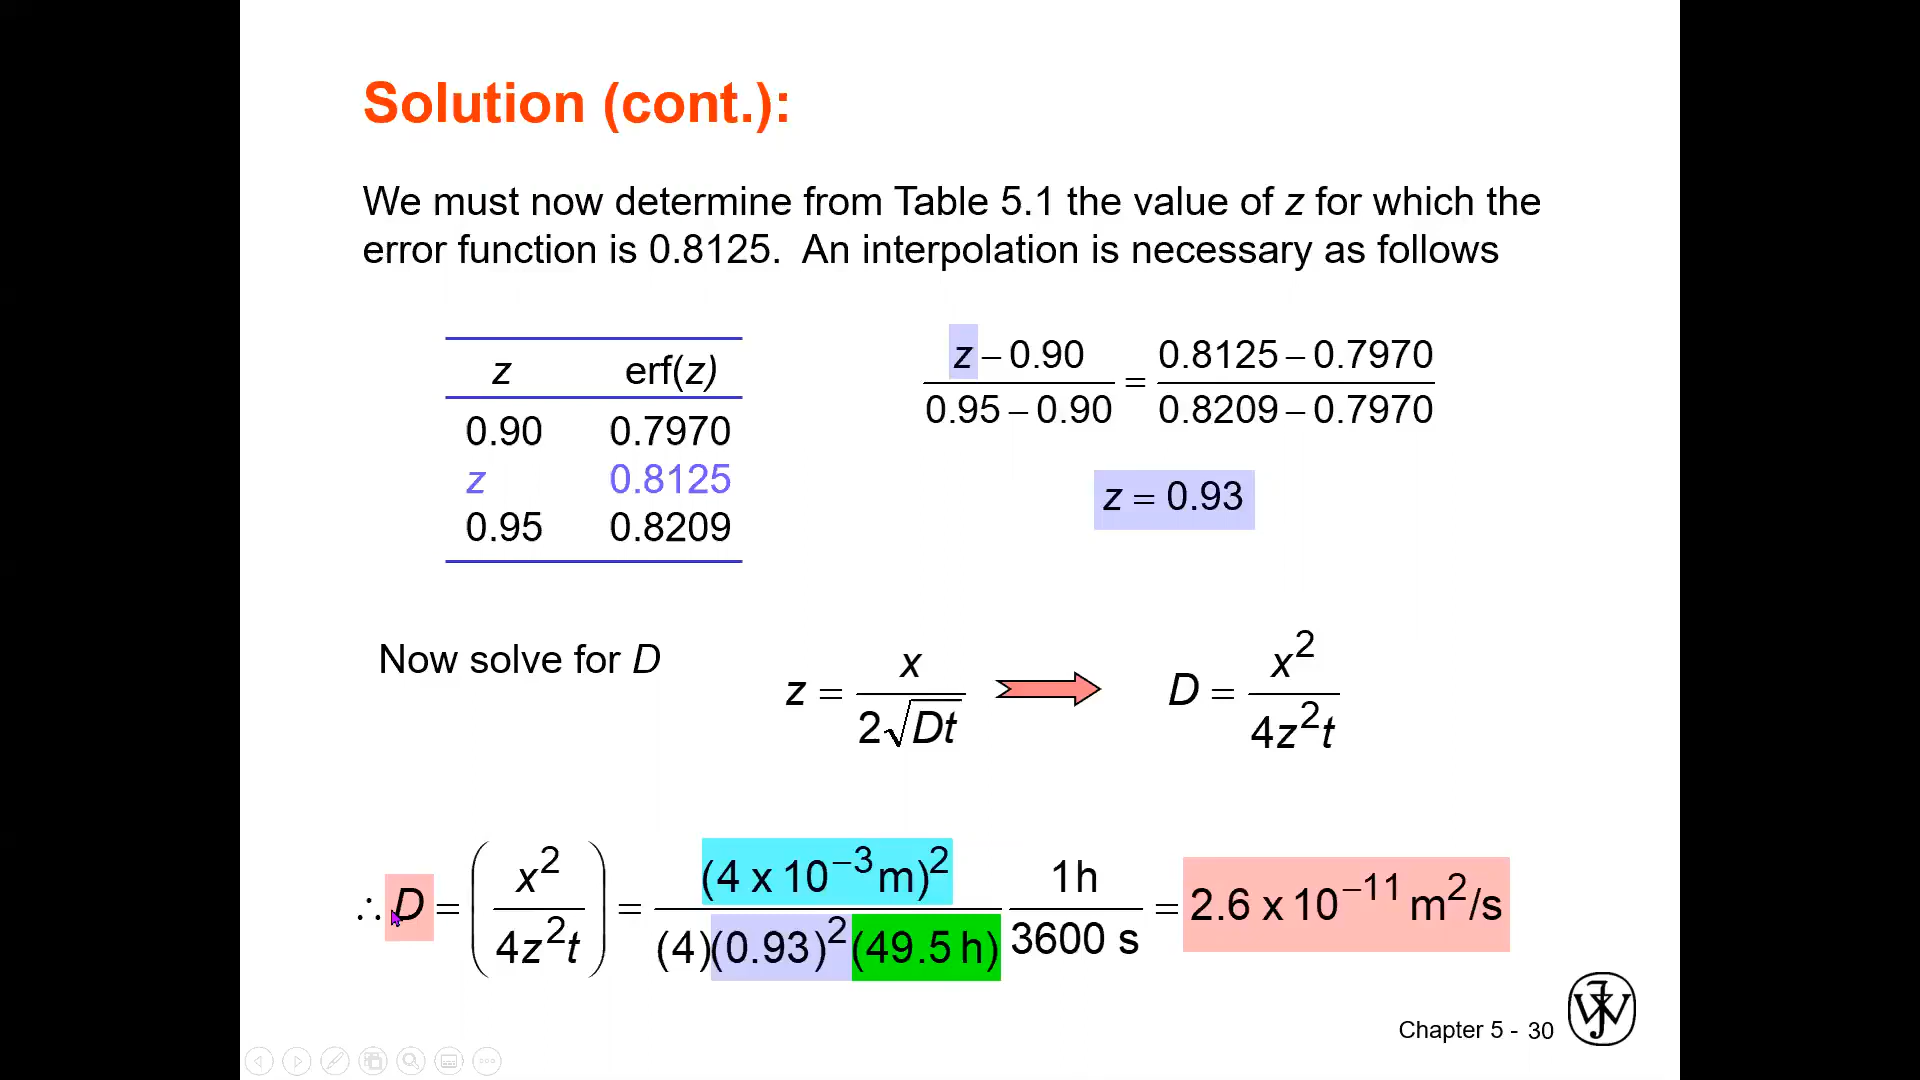 Solution (cont.):
We must now determine from Table 5.1 the value of z for which the
error function is 0.8125.  An interpolation is necessary as follows
z erf(z)
0.90 0.7970
z 0.8125
0.95 0.8209
z – 0.90 / 0.95 – 0.90 = 0.8125 – 0.7970 / 0.8209 – 0.7970
z = 0.93
Now solve for D
z = x / 2√Dt
D = x² / 4z²t
∴ D = (x² / 4z²t) = (4 x 10⁻³ m)² / (4)(0.93)²(49.5 h) 1h / 3600 s = 2.6 x 10⁻¹¹ m²/s
Chapter 5 - 30